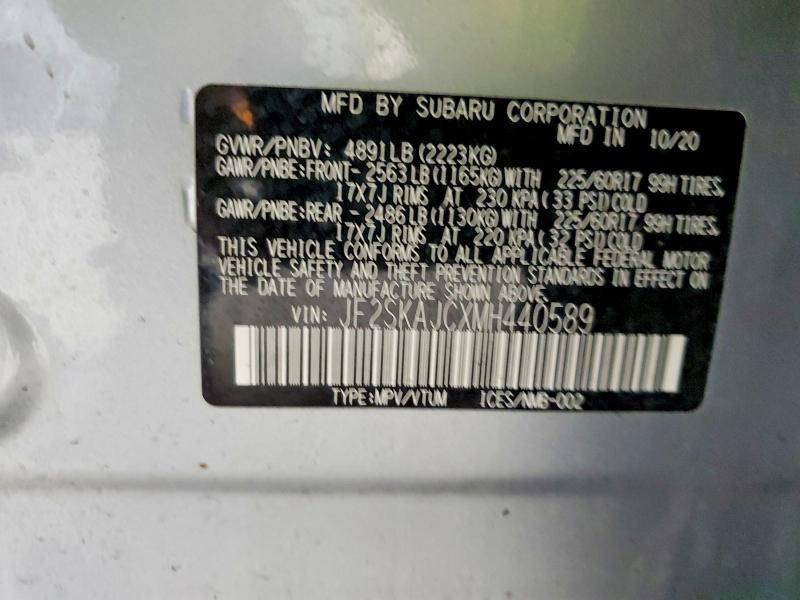 MFD BY SUBARU CORPORATION
MFD IN 10/20
GVWR/PNBV: 4891LB(2223KG)
GAWR/PNBE:FRONT-2563LB(1165KG)WITH 225/60R17 99H TIRES,
17X7J RIMS AT 230 KPA(33 PSI)COLD
GAWR/PNBE:REAR -2486LB(1130KG)WITH 225/60R17 99H TIRES,
17X7J RIMS AT 220 KPA(32 PSI)COLD
THIS VEHICLE CONFORMS TO ALL APPLICABLE FEDERAL MOTOR
VEHICLE SAFETY AND THEFT PREVENTION STANDARDS IN EFFECT ON
THE DATE OF MANUFACTURE SHOWN ABOVE.
VIN: JF2SKAJCXMH440589
TYPE:MPV/VTUM ICES/NMB-002